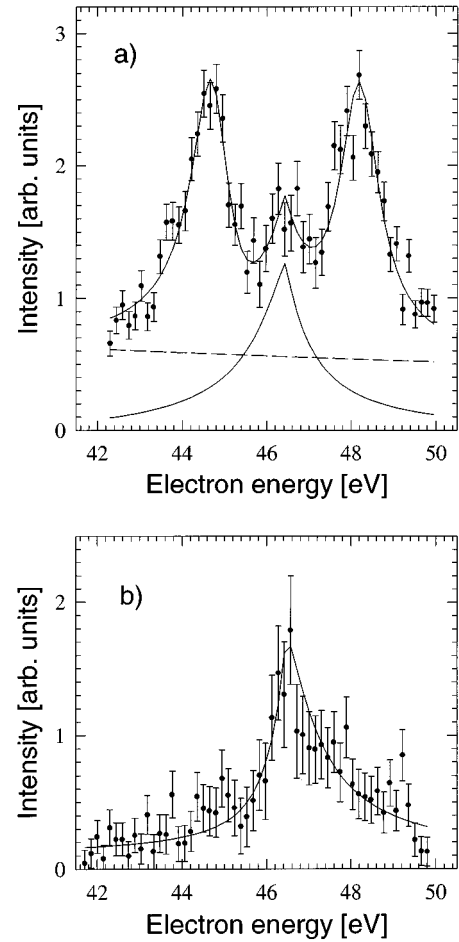 a)
3
2
1
0
Intensity [arb. units]
42 44 46 48 50
Electron energy [eV]
b)
2
1
0
Intensity [arb. units]
42 44 46 48 50
Electron energy [eV]